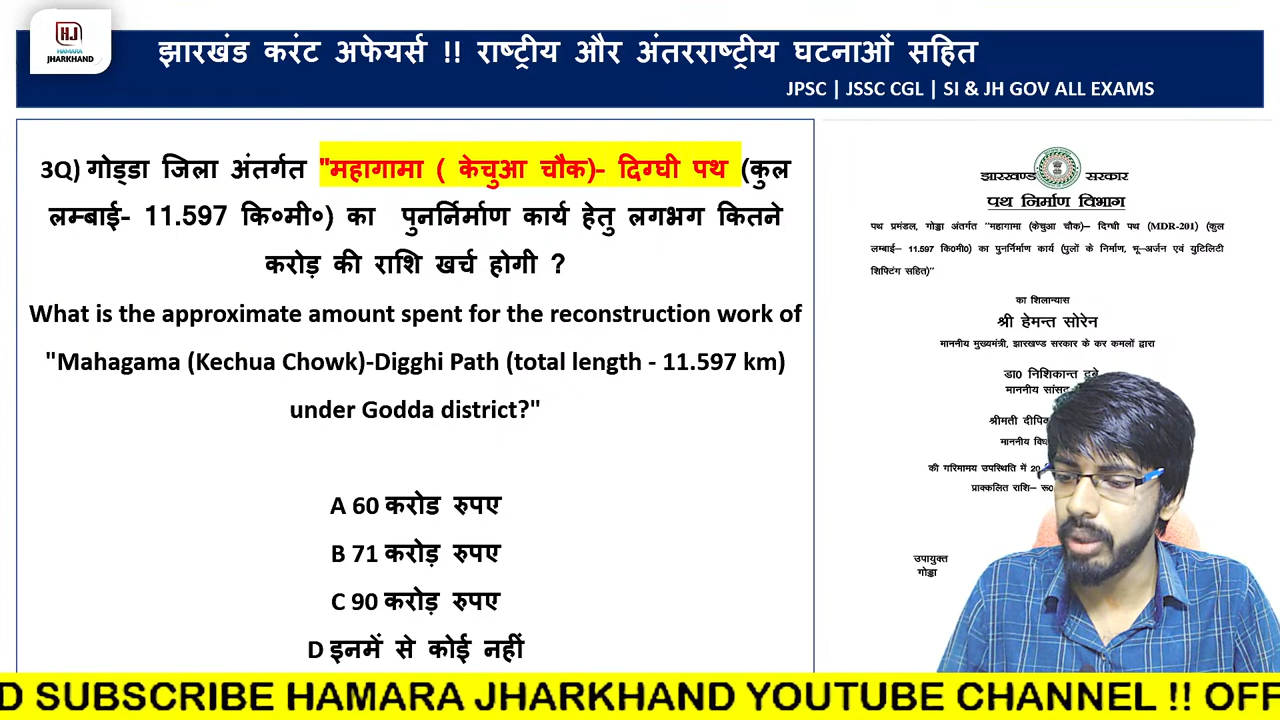 HJ
HAMARA
JHARKHAND
झारखंड करंट अफेयर्स !! राष्ट्रीय और अंतरराष्ट्रीय घटनाओं सहित
JPSC | JSSC CGL | SI & JH GOV ALL EXAMS
3Q) गोड्डा जिला अंतर्गत "महागामा ( केचुआ चौक)- दिग्घी पथ (कुल
लम्बाई- 11.597 कि०मी०) का पुनर्निर्माण कार्य हेतु लगभग कितने
करोड़ की राशि खर्च होगी ?
What is the approximate amount spent for the reconstruction work of
"Mahagama (Kechua Chowk)-Digghi Path (total length - 11.597 km)
under Godda district?"
A 60 करोड रुपए
B 71 करोड़ रुपए
C 90 करोड़ रुपए
D इनमें से कोई नहीं
झारखण्ड सरकार
पथ निर्माण विभाग
पथ प्रमंडल, गोड्डा अंतर्गत "महागामा (केचुआ चौक)– दिग्घी पथ (MDR-201) (कुल
लम्बाई– 11.597 कि0मी0) का पुनर्निर्माण कार्य (पुलों के निर्माण, भू–अर्जन एवं युटिलिटी
शिफ्टिंग सहित)"
का शिलान्यास
श्री हेमन्त सोरेन
माननीय मुख्यमंत्री, झारखण्ड सरकार के कर कमलों द्वारा
डा0 निशिकान्त दूबे
माननीय सांसद
श्रीमती
माननीय
की गरिमामय उपस्थिति में 20
प्राक्कलित राशि– रू0
उपायुक्त
गोड्डा
D SUBSCRIBE HAMARA JHARKHAND YOUTUBE CHANNEL !! OFF